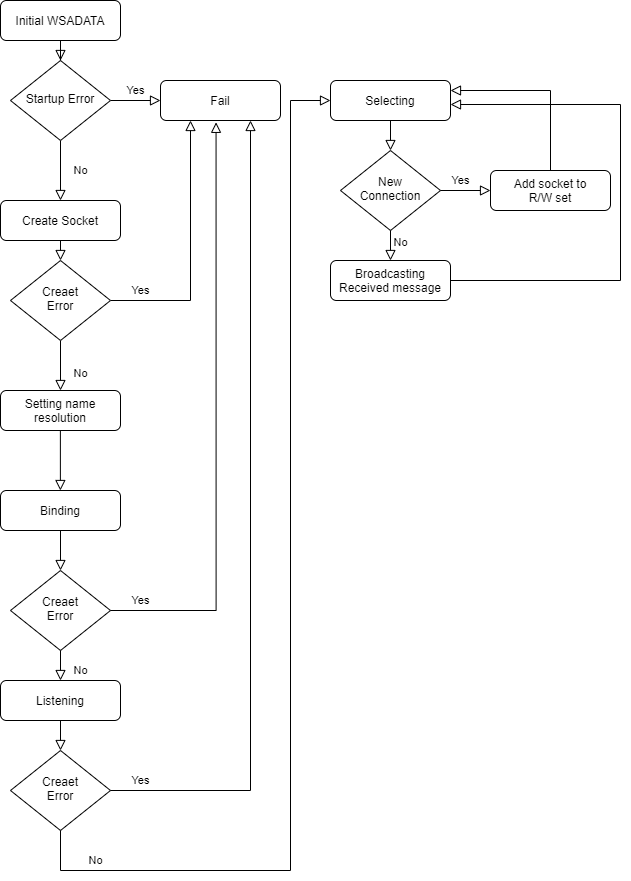 Initial WSADATA
Startup Error
Yes
Fail
No
Create Socket
Creaet
Error
Yes
No
Setting name
resolution
Binding
Creaet
Error
Yes
No
Listening
Creaet
Error
Yes
No
Selecting
New
Connection
Yes
Add socket to
R/W set
No
Broadcasting
Received message